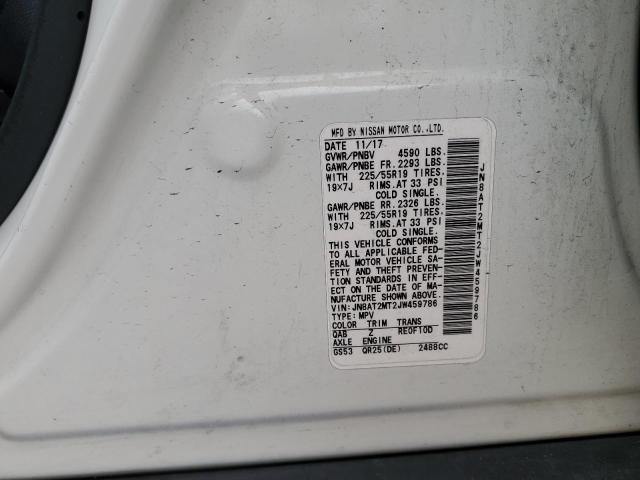 MFD BY NISSAN MOTOR CO.,LTD.
DATE 11/17
GVWR/PNBV 4590 LBS.
GAWR/PNBE FR. 2293 LBS.
WITH 225/55R19 TIRES.
19×7J RIMS.AT 33 PSI
COLD SINGLE.
GAWR/PNBE RR. 2326 LBS.
WITH 225/55R19 TIRES.
19×7J RIMS.AT 33 PSI
COLD SINGLE.
THIS VEHICLE CONFORMS
TO ALL APPLICABLE FED-
ERAL MOTOR VEHICLE SA-
FETY AND THEFT PREVEN-
TION STANDARDS IN EFF-
ECT ON THE DATE OF MA-
NUFACTURE SHOWN ABOVE.
VIN: JN8AT2MT2JW459786
TYPE: MPV
COLOR TRIM TRANS
QAB Z RE0F10D
AXLE ENGINE
GS53 QR25(DE) 2488CC
JN8AT2MT2JW459786